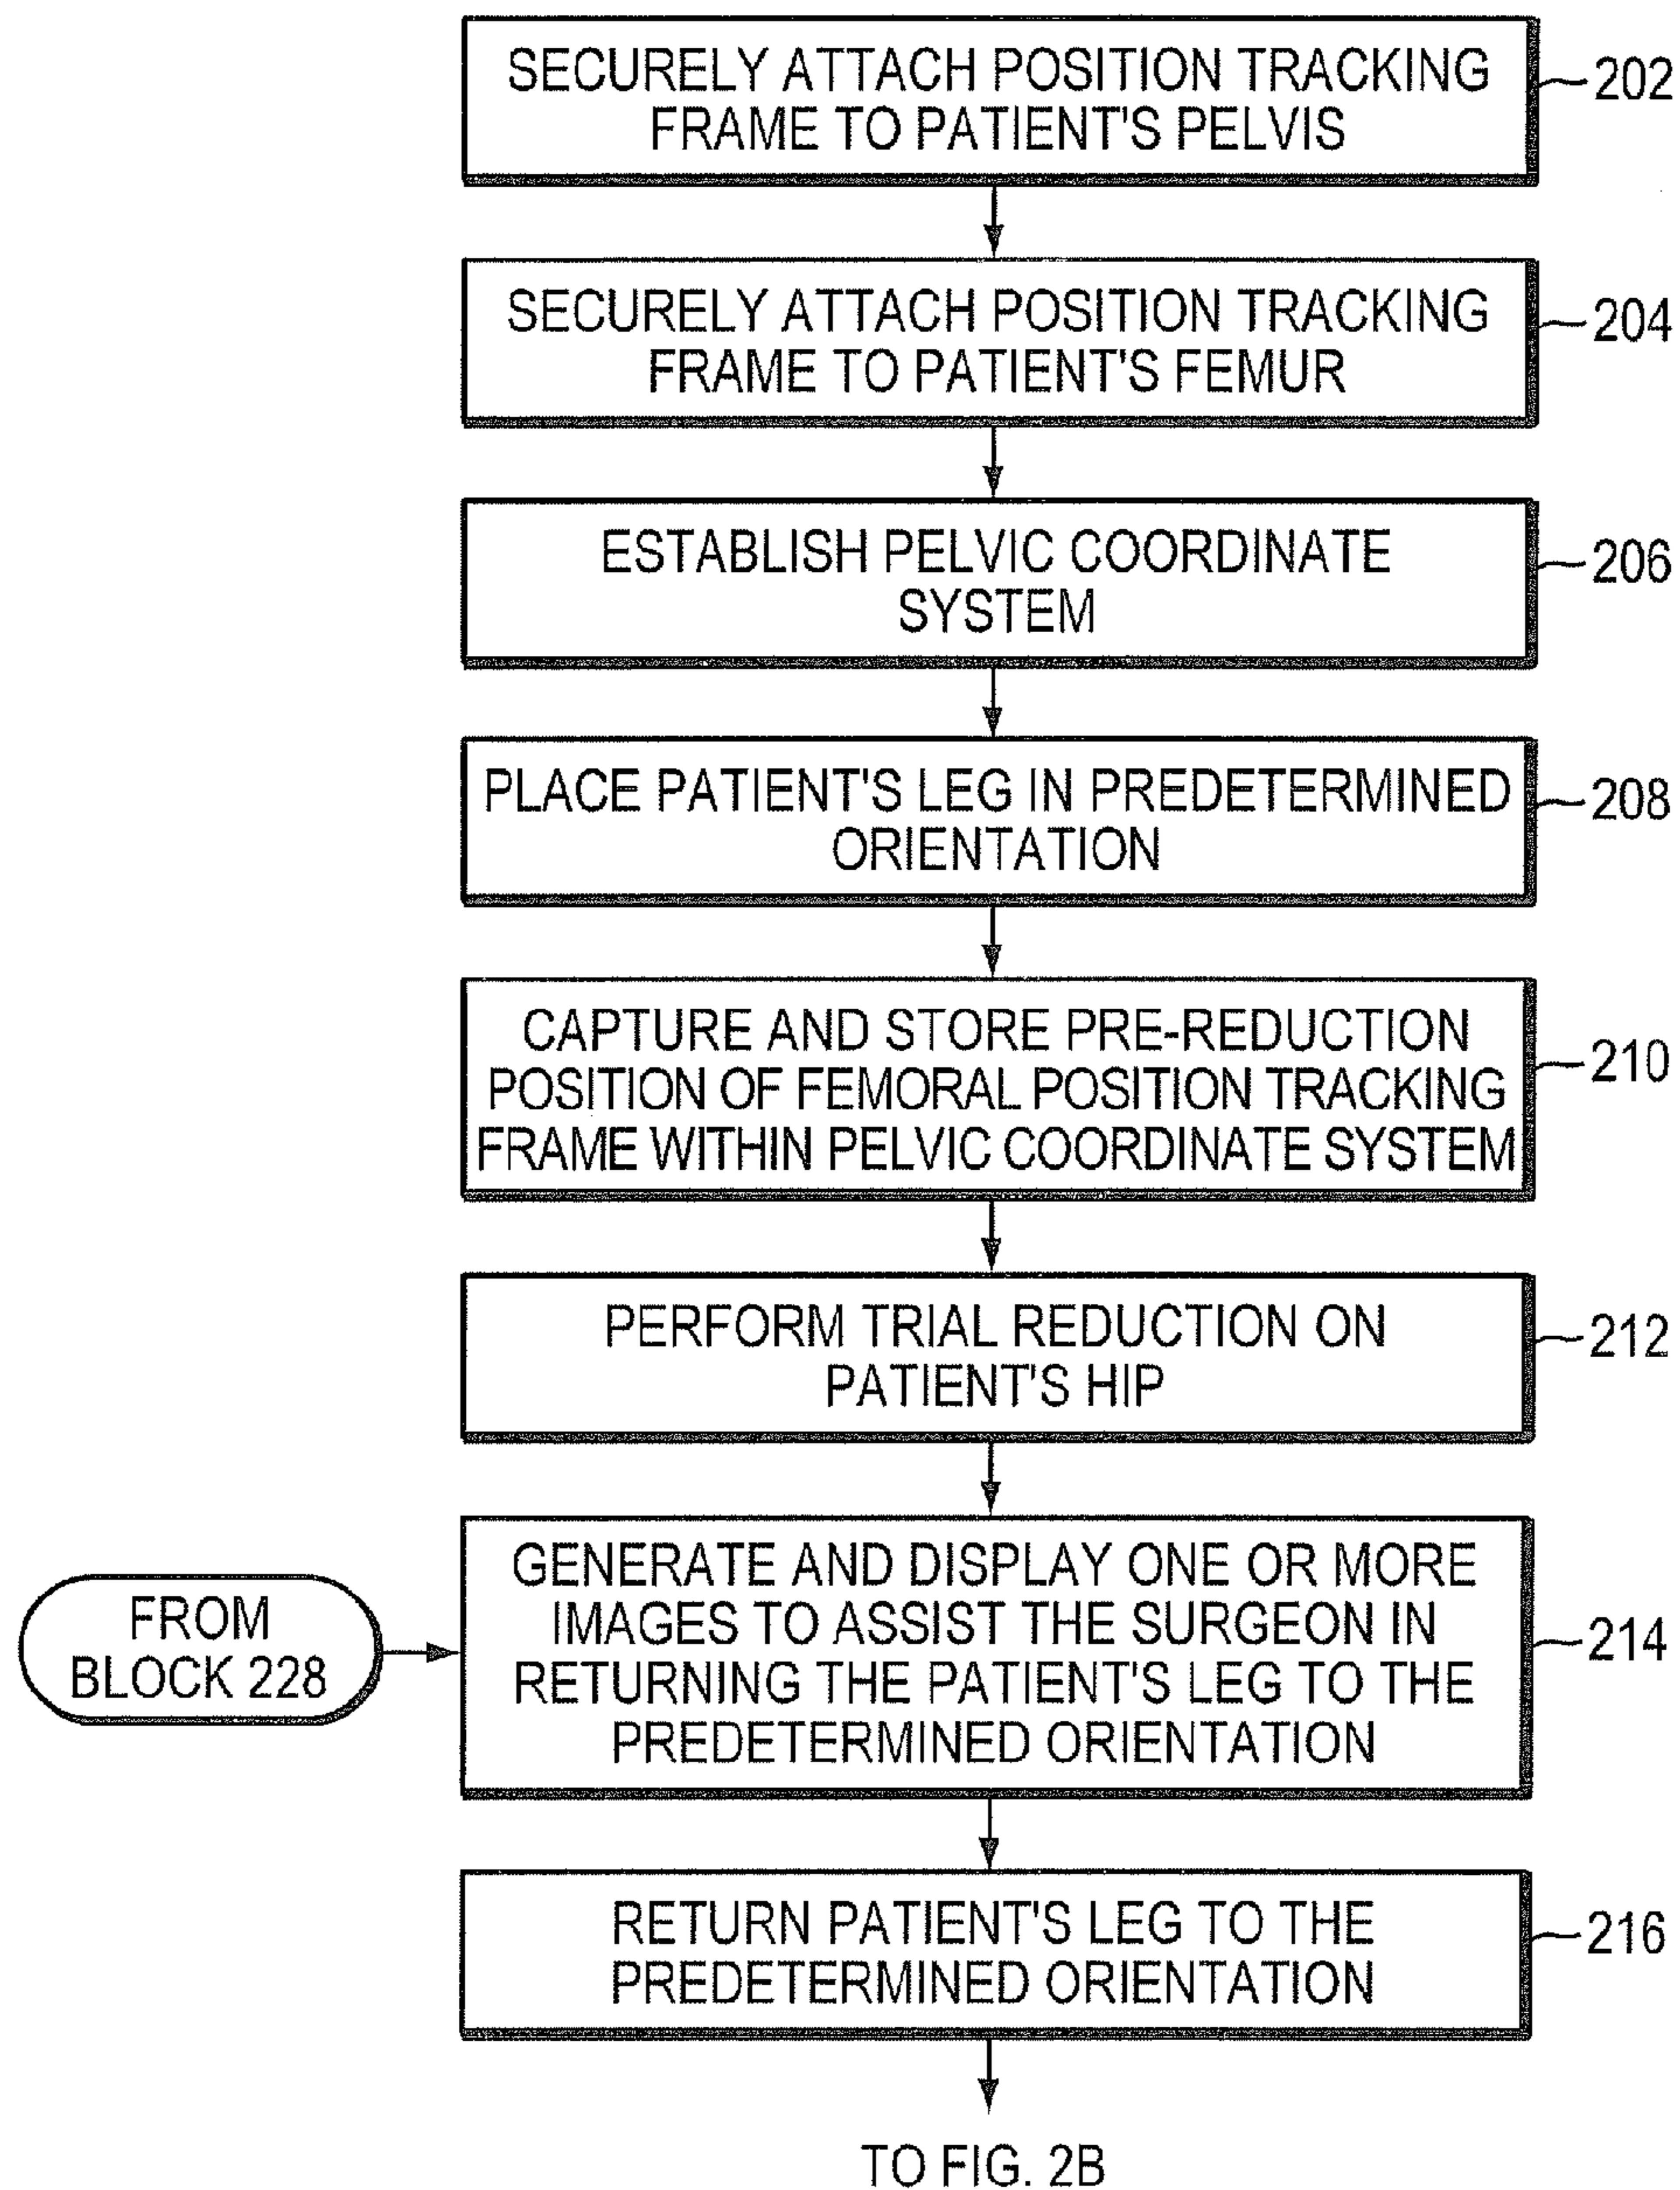 SECURELY ATTACH POSITION TRACKING
FRAME TO PATIENT'S PELVIS
202
SECURELY ATTACH POSITION TRACKING
FRAME TO PATIENT'S FEMUR
204
ESTABLISH PELVIC COORDINATE
SYSTEM
206
PLACE PATIENT'S LEG IN PREDETERMINED
ORIENTATION
208
CAPTURE AND STORE PRE-REDUCTION
POSITION OF FEMORAL POSITION TRACKING
FRAME WITHIN PELVIC COORDINATE SYSTEM
210
PERFORM TRIAL REDUCTION ON
PATIENT'S HIP
212
FROM
BLOCK 228
GENERATE AND DISPLAY ONE OR MORE
IMAGES TO ASSIST THE SURGEON IN
RETURNING THE PATIENT'S LEG TO THE
PREDETERMINED ORIENTATION
214
RETURN PATIENT'S LEG TO THE
PREDETERMINED ORIENTATION
216
TO FIG. 2B